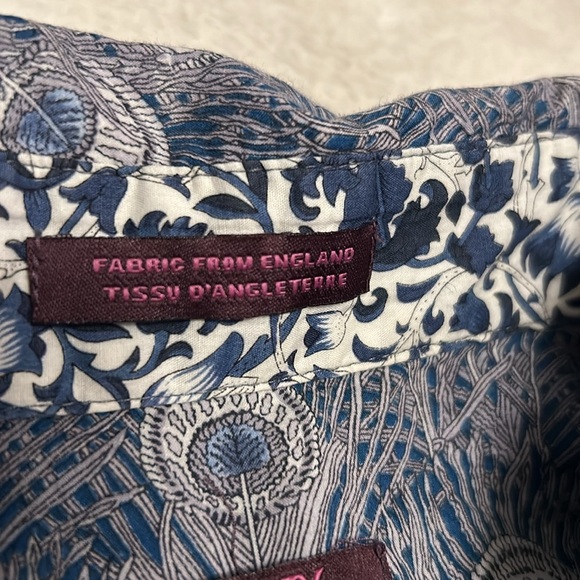 FABRIC FROM ENGLAND
TISSU D'ANGLETERRE